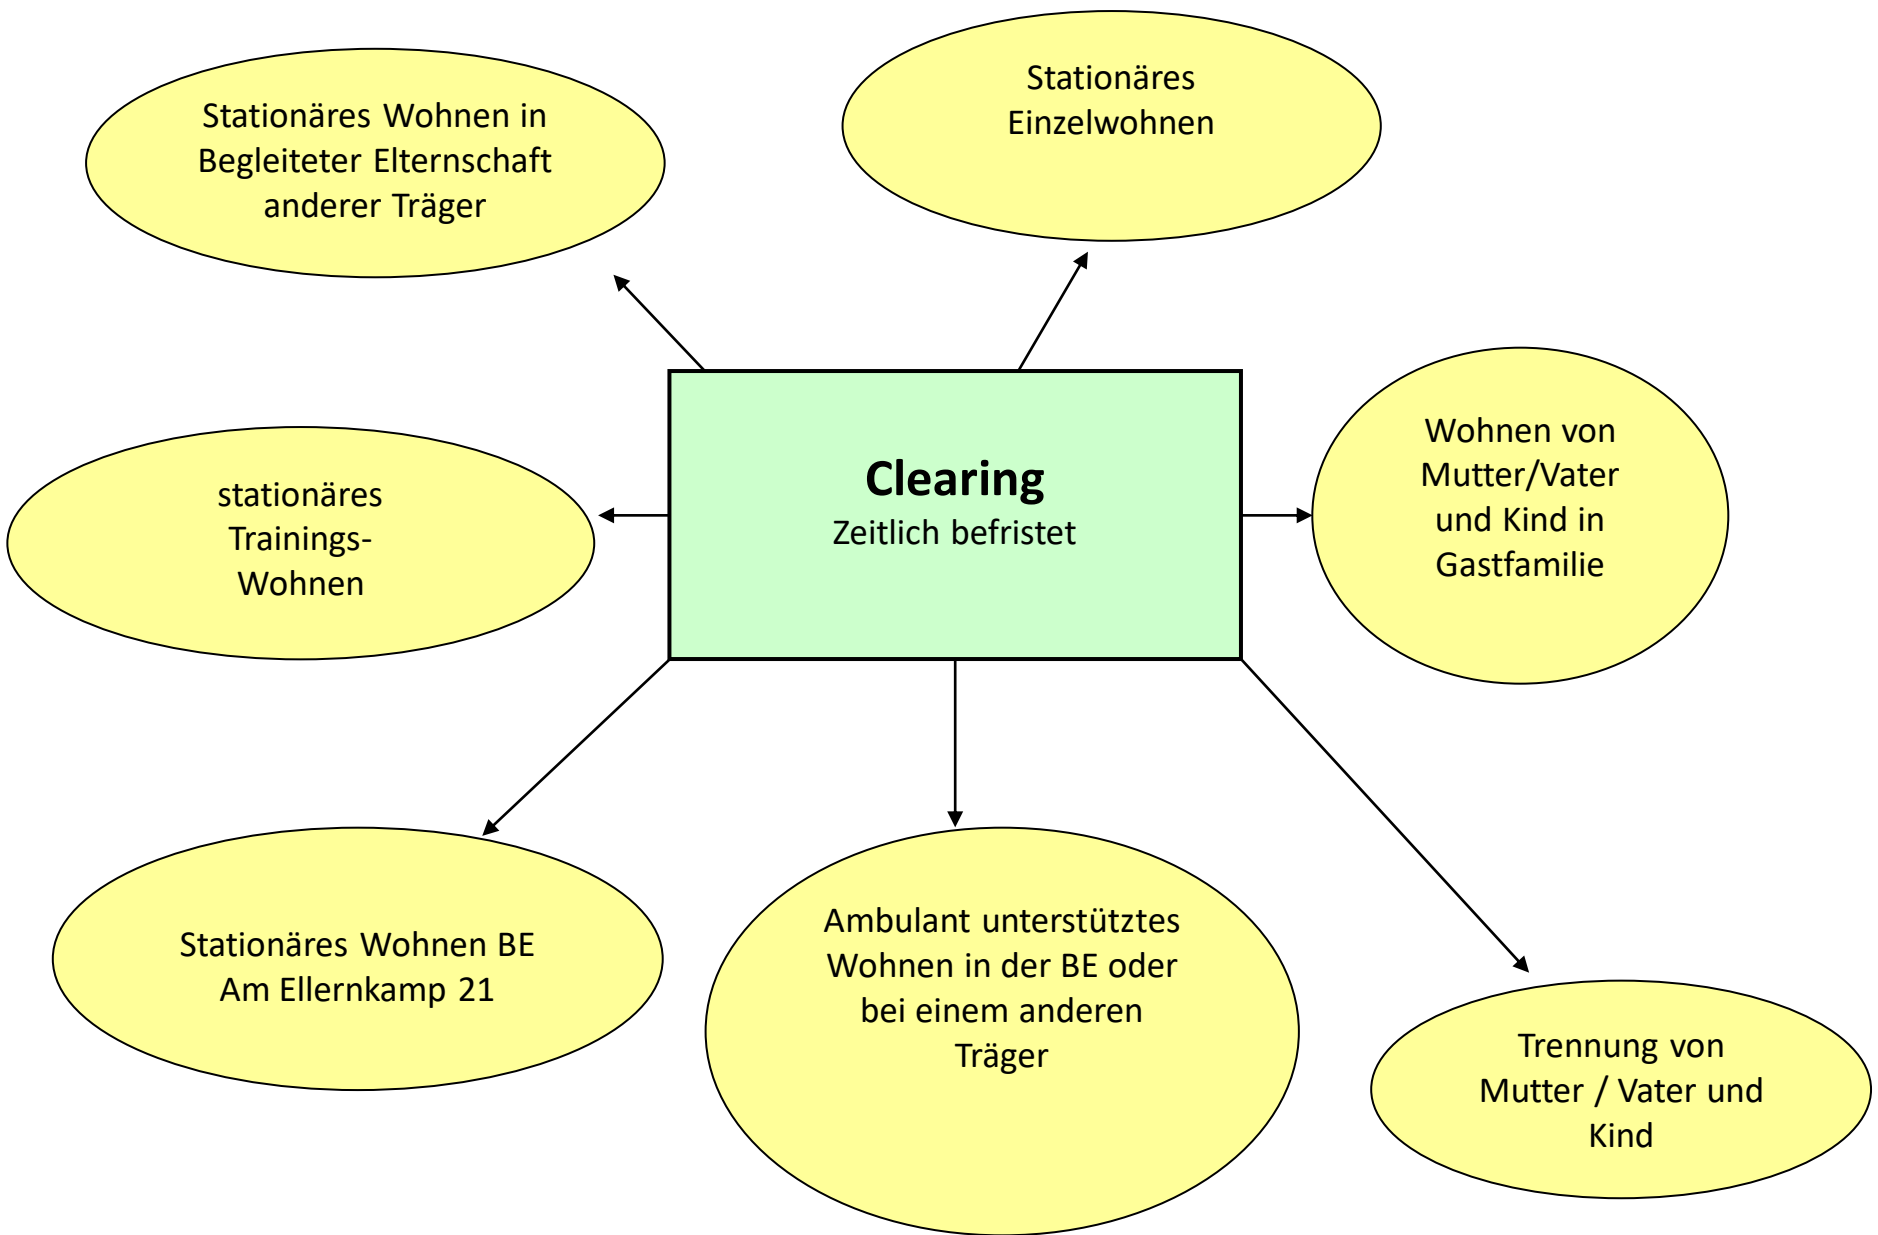 Stationäres Wohnen in
Begleiteter Elternschaft
anderer Träger
Stationäres
Einzelwohnen
stationäres
Trainings-
Wohnen
Clearing
Zeitlich befristet
Wohnen von
Mutter/Vater
und Kind in
Gastfamilie
Stationäres Wohnen BE
Am Ellernkamp 21
Ambulant unterstütztes
Wohnen in der BE oder
bei einem anderen
Träger
Trennung von
Mutter / Vater und
Kind